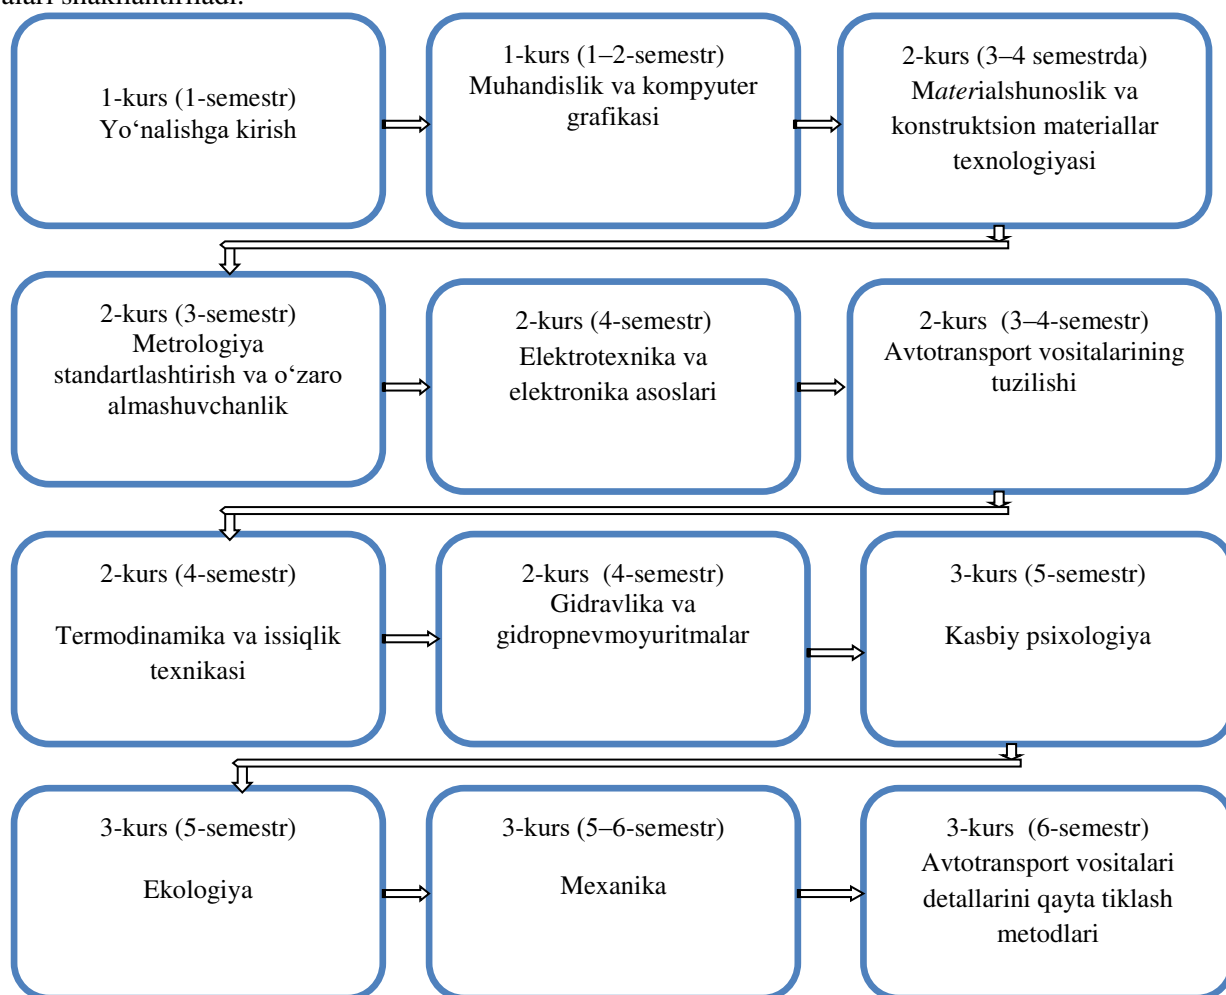 shakllantiriladi.
1-kurs (1-semestr)
Yo‘nalishga kirish
1-kurs (1–2-semestr)
Muhandislik va kompyuter
grafikasi
2-kurs (3–4 semestrda)
Materialshunoslik va
konstruktsion materiallar
texnologiyasi
2-kurs (3-semestr)
Metrologiya
standartlashtirish va o‘zaro
almashuvchanlik
2-kurs (4-semestr)
Elektrotexnika va
elektronika asoslari
2-kurs (3–4-semestr)
Avtotransport vositalarining
tuzilishi
2-kurs (4-semestr)
Termodinamika va issiqlik
texnikasi
2-kurs (4-semestr)
Gidravlika va
gidropnevmoyuritmalar
3-kurs (5-semestr)
Kasbiy psixologiya
3-kurs (5-semestr)
Ekologiya
3-kurs (5–6-semestr)
Mexanika
3-kurs (6-semestr)
Avtotransport vositalari
detallarini qayta tiklash
metodlari